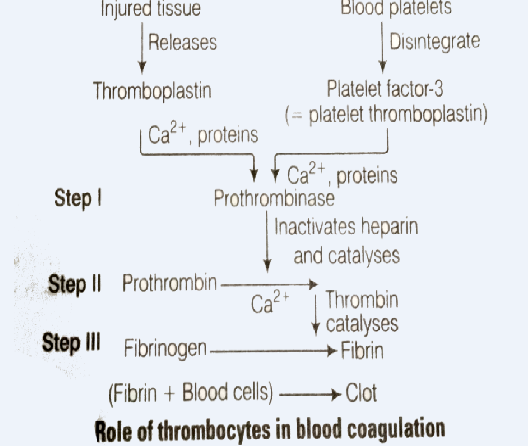 Injured tissue
Blood platelets
Releases
Disintegrate
Thromboplastin
Platelet factor-3
(= platelet thromboplastin)
Ca2+, proteins
Ca2+, proteins
Step I
Prothrombinase
Inactivates heparin
and catalyses
Step II Prothrombin
Ca2+
Thrombin
catalyses
Step III Fibrinogen
Fibrin
(Fibrin + Blood cells) Clot
Role of thrombocytes in blood coagulation